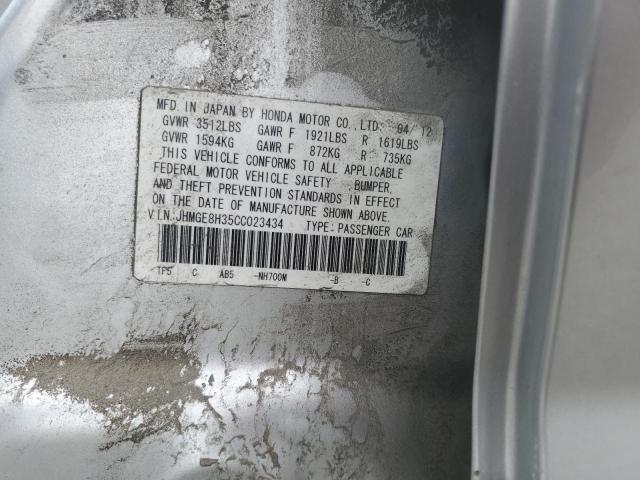 MFD. IN JAPAN BY HONDA MOTOR CO.,LTD. 04/12
GVWR 3512LBS GAWR F 1921LBS R 1619LBS
GVWR 1594KG GAWR F 872KG R 735KG
THIS VEHICLE CONFORMS TO ALL APPLICABLE
FEDERAL MOTOR VEHICLE SAFETY, BUMPER,
AND THEFT PREVENTION STANDARDS IN EFFECT
ON THE DATE OF MANUFACTURE SHOWN ABOVE.
V.I.N.:JHMGE8H35CC023434 TYPE: PASSENGER CAR
TP5 C AB5 -NH700M -B -C